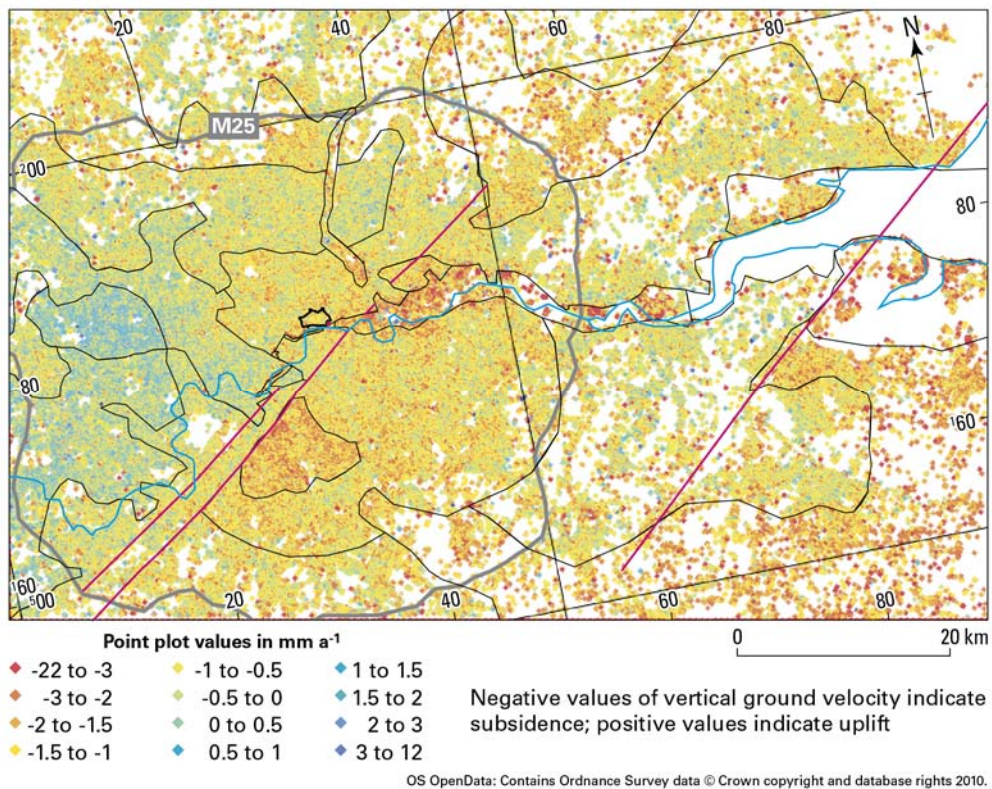 20 40 60 80
N
M25
²00
80
80
¹60
¹60
⁵00 20 40 60 80
0 20 km
Point plot values in mm a⁻¹
-22 to -3 -1 to -0.5 1 to 1.5
-3 to -2 -0.5 to 0 1.5 to 2
-2 to -1.5 0 to 0.5 2 to 3
-1.5 to -1 0.5 to 1 3 to 12
Negative values of vertical ground velocity indicate
subsidence; positive values indicate uplift
OS OpenData: Contains Ordnance Survey data © Crown copyright and database rights 2010.